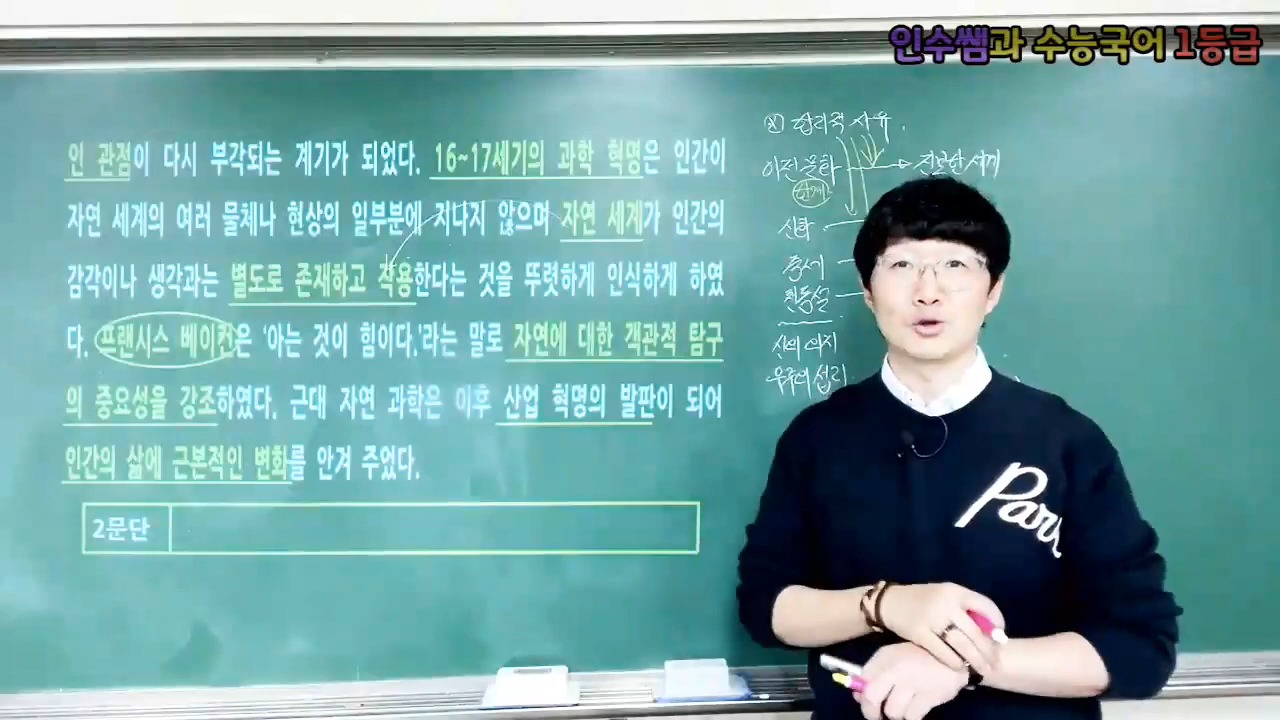 인수쌤과 수능국어 1등급
인 관점이 다시 부각되는 계기가 되었다. 16~17세기의 과학 혁명은 인간이
자연 세계의 여러 물체나 현상의 일부분에 지나지 않으며 자연 세계가 인간의
감각이나 생각과는 별도로 존재하고 작용한다는 것을 뚜렷하게 인식하게 하였
다. 프랜시스 베이컨은 ‘아는 것이 힘이다.’라는 말로 자연에 대한 객관적 탐구
의 중요성을 강조하였다. 근대 자연 과학은 이후 산업 혁명의 발판이 되어
인간의 삶에 근본적인 변화를 안겨 주었다.
2문단
합리적 사유
이전 문화 → 진보한 세계
신화
중세
천동설
신의 의지
우주의 섭리
Par